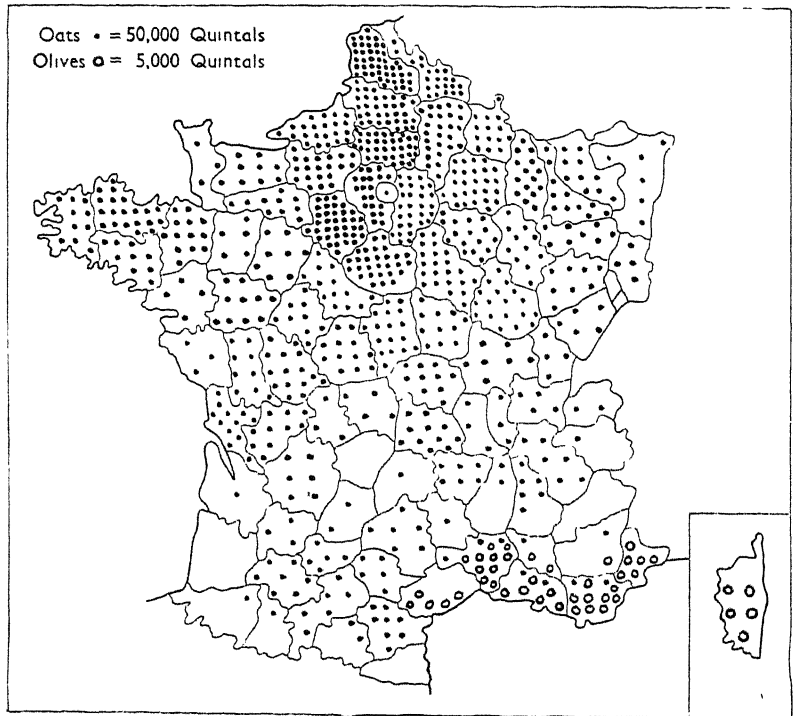 Oats • = 50,000 Quintals
Olives o = 5,000 Quintals